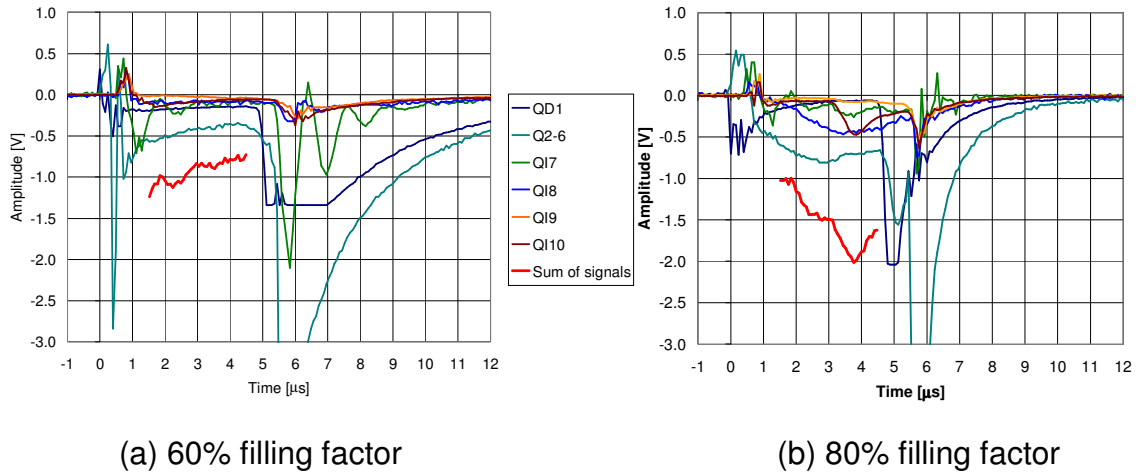 1.0
0.5
0.0
-0.5
-1.0
-1.5
-2.0
-2.5
-3.0
Amplitude [V]
-1 0 1 2 3 4 5 6 7 8 9 10 11 12
Time [μs]
QD1
Q2-6
QI7
QI8
QI9
QI10
Sum of signals
1.0
0.5
0.0
-0.5
-1.0
-1.5
-2.0
-2.5
-3.0
Amplitude [V]
-1 0 1 2 3 4 5 6 7 8 9 10 11 12
Time [μs]
(a) 60% filling factor
(b) 80% filling factor